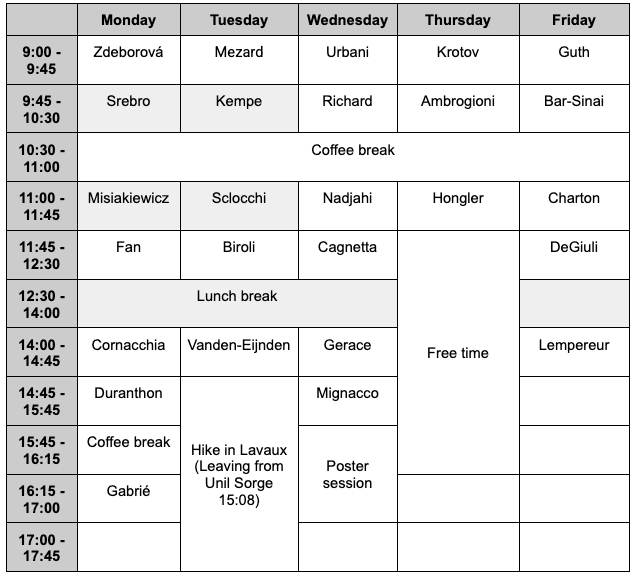 Monday Tuesday Wednesday Thursday Friday
9:00 - Zdeborová Mezard Urbani Krotov Guth
9:45
9:45 - Srebro Kempe Richard Ambrogioni Bar-Sinai
10:30
10:30 - Coffee break
11:00
11:00 - Misiakiewicz Sclocchi Nadjahi Hongler Charton
11:45
11:45 - Fan Biroli Cagnetta DeGiuli
12:30
12:30 - Lunch break
14:00
14:00 - Cornacchia Vanden-Eijnden Gerace Free time Lempereur
14:45
14:45 - Duranthon Mignacco
15:45
15:45 - Coffee break Hike in Lavaux
16:15 (Leaving from Poster
16:15 - Gabrié Unil Sorge session
17:00 15:08)
17:00 -
17:45